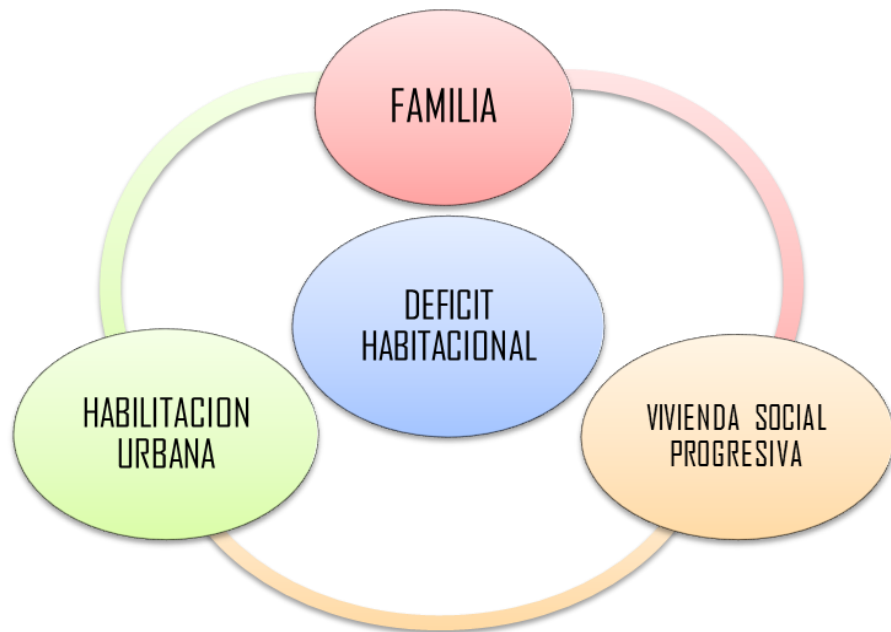 FAMILIA
DEFICIT
HABITACIONAL
HABILITACION
URBANA
VIVIENDA SOCIAL
PROGRESIVA